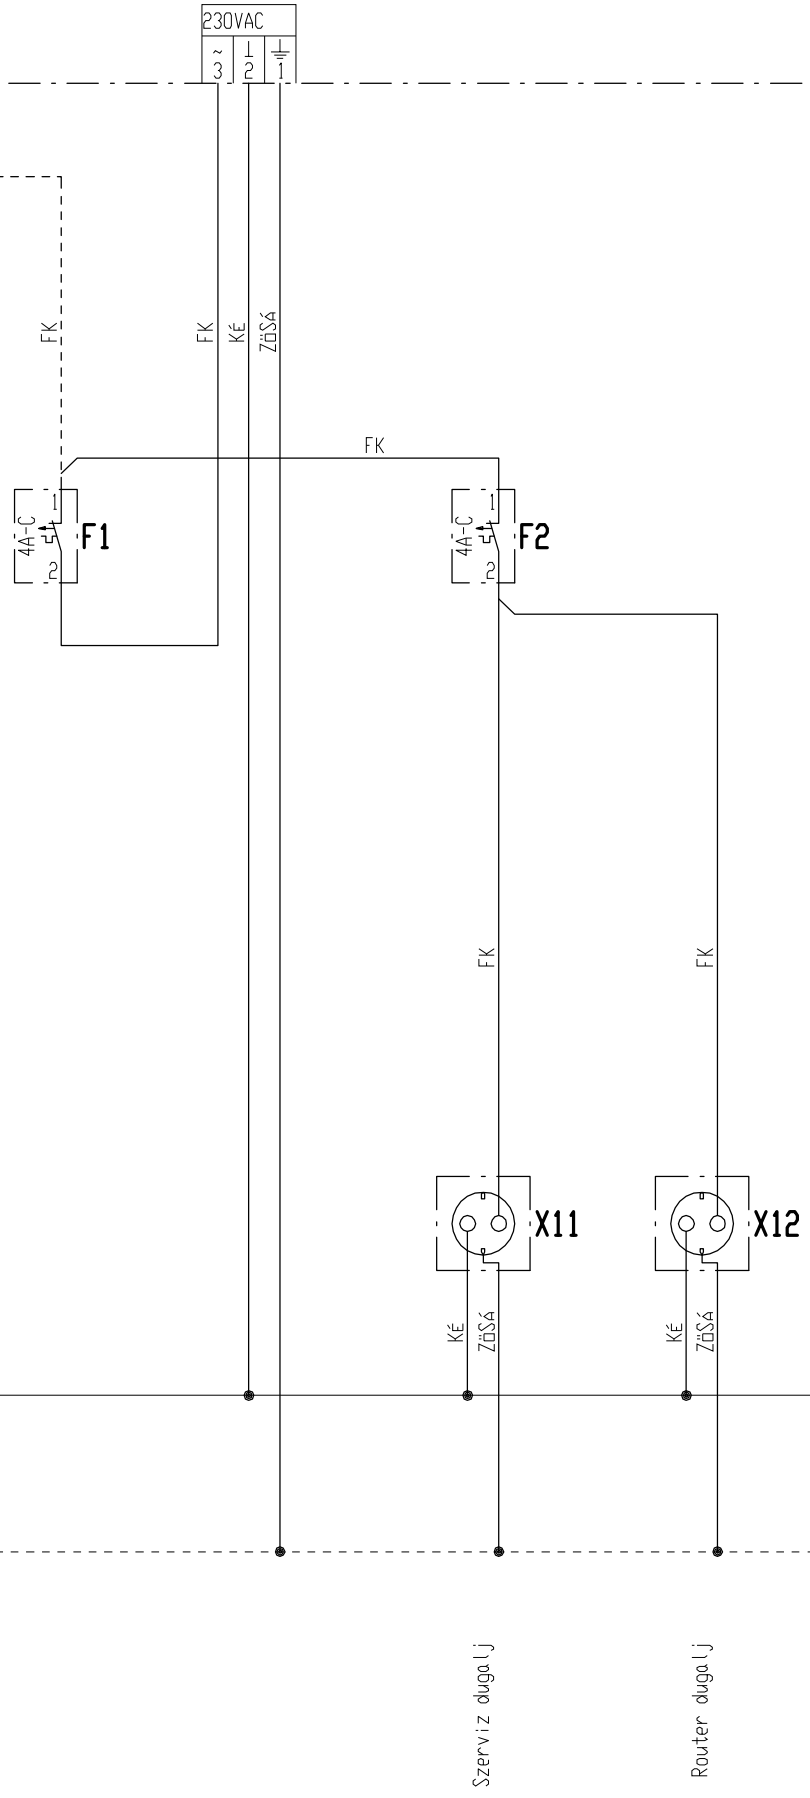 230VAC
~ ⊥ ⏚
3 2 1
FK
FK
KÉ
ZÖSÁ
FK
1
4A-C
F1
2
1
4A-C
F2
2
FK
FK
X11
X12
KÉ
ZÖSÁ
KÉ
ZÖSÁ
Szerviz dugalj
Router dugalj